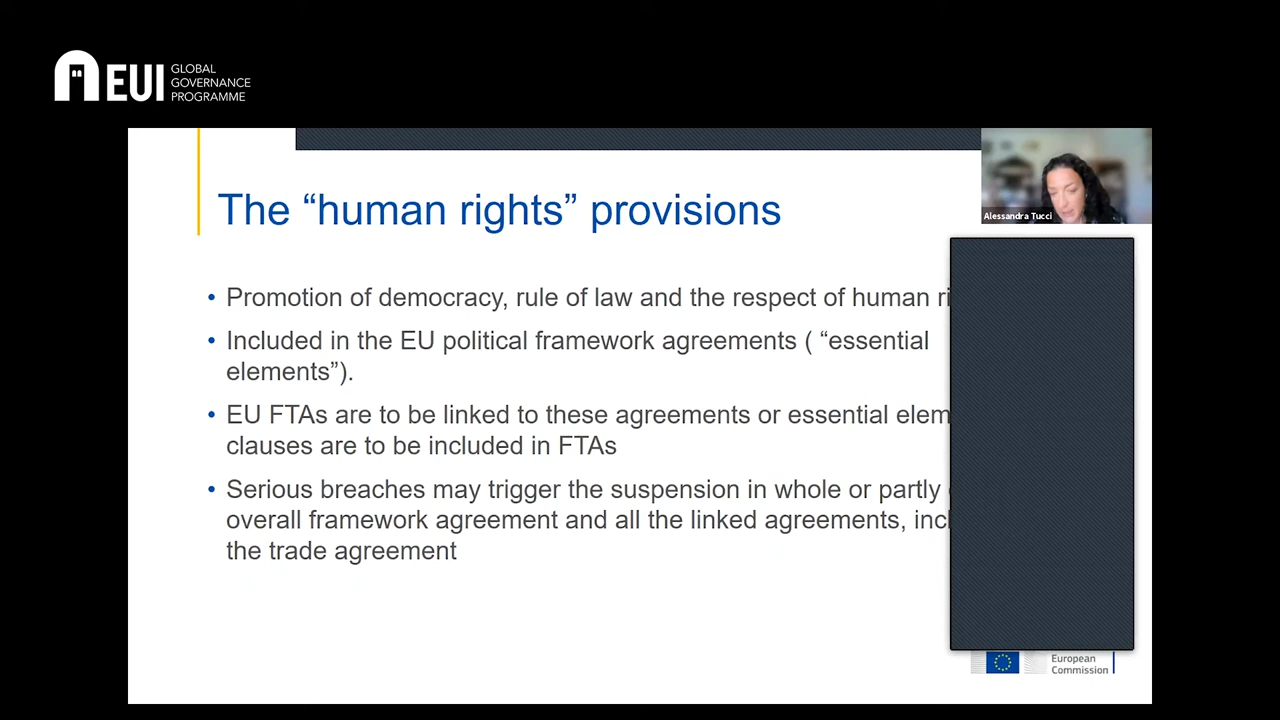 EUI
GLOBAL
GOVERNANCE
PROGRAMME
Alessandra Tucci
The “human rights” provisions
• Promotion of democracy, rule of law and the respect of human
• Included in the EU political framework agreements ( “essential
elements”).
• EU FTAs are to be linked to these agreements or essential
clauses are to be included in FTAs
• Serious breaches may trigger the suspension in whole or partly
overall framework agreement and all the linked agreements,
the trade agreement
European
Commission